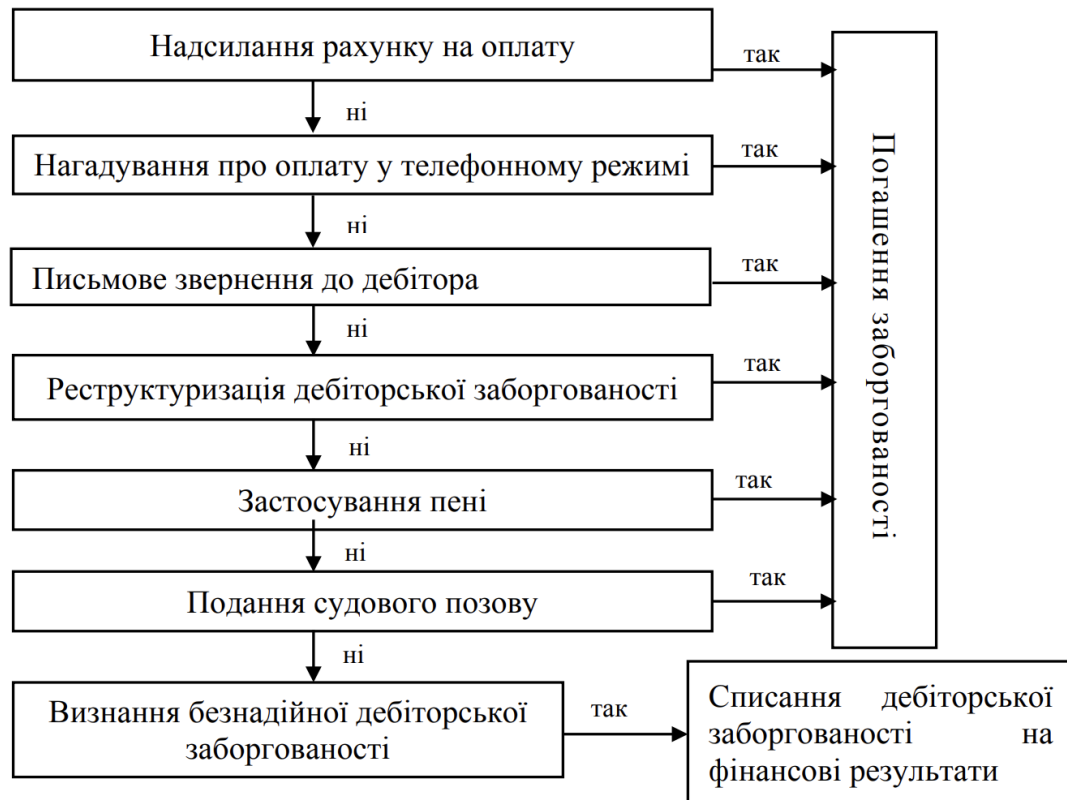 Надсилання рахунку на оплату
так
ні
Нагадування про оплату у телефонному режимі
так
ні
Письмове звернення до дебітора
так
ні
Реструктуризація дебіторської заборгованості
так
ні
Застосування пені
так
ні
Подання судового позову
так
ні
Погашення заборгованості
Визнання безнадійної дебіторської
заборгованості
так
Списання дебіторської
заборгованості на
фінансові результати